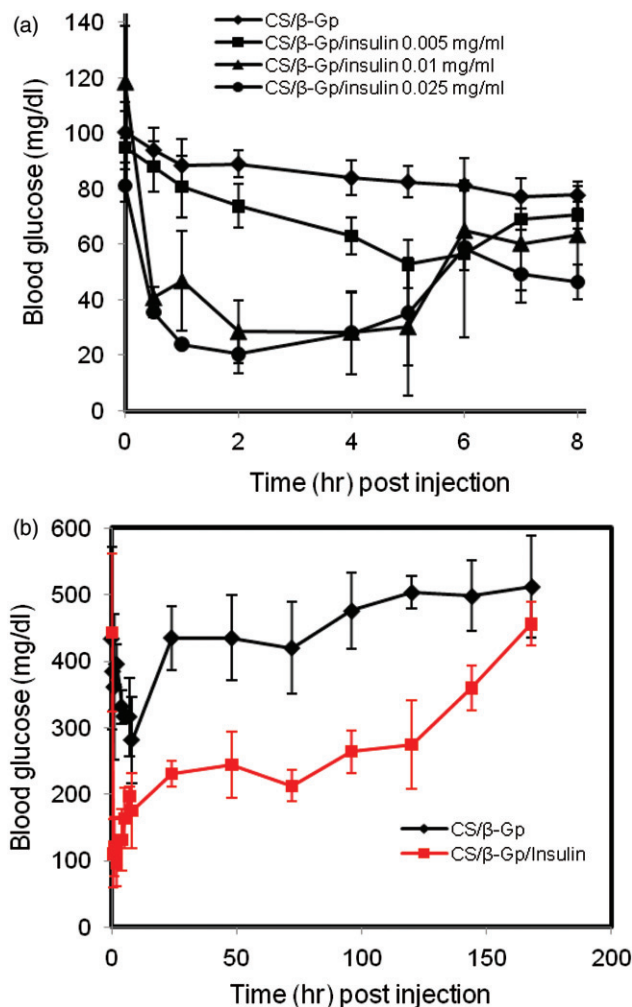 (a)
CS/β-Gp
CS/β-Gp/insulin 0.005 mg/ml
CS/β-Gp/insulin 0.01 mg/ml
CS/β-Gp/insulin 0.025 mg/ml
Blood glucose (mg/dl)
140
120
100
80
60
40
20
0
0 2 4 6 8
Time (hr) post injection
(b)
Blood glucose (mg/dl)
600
500
400
300
200
100
0
CS/β-Gp
CS/β-Gp/Insulin
0 50 100 150 200
Time (hr) post injection